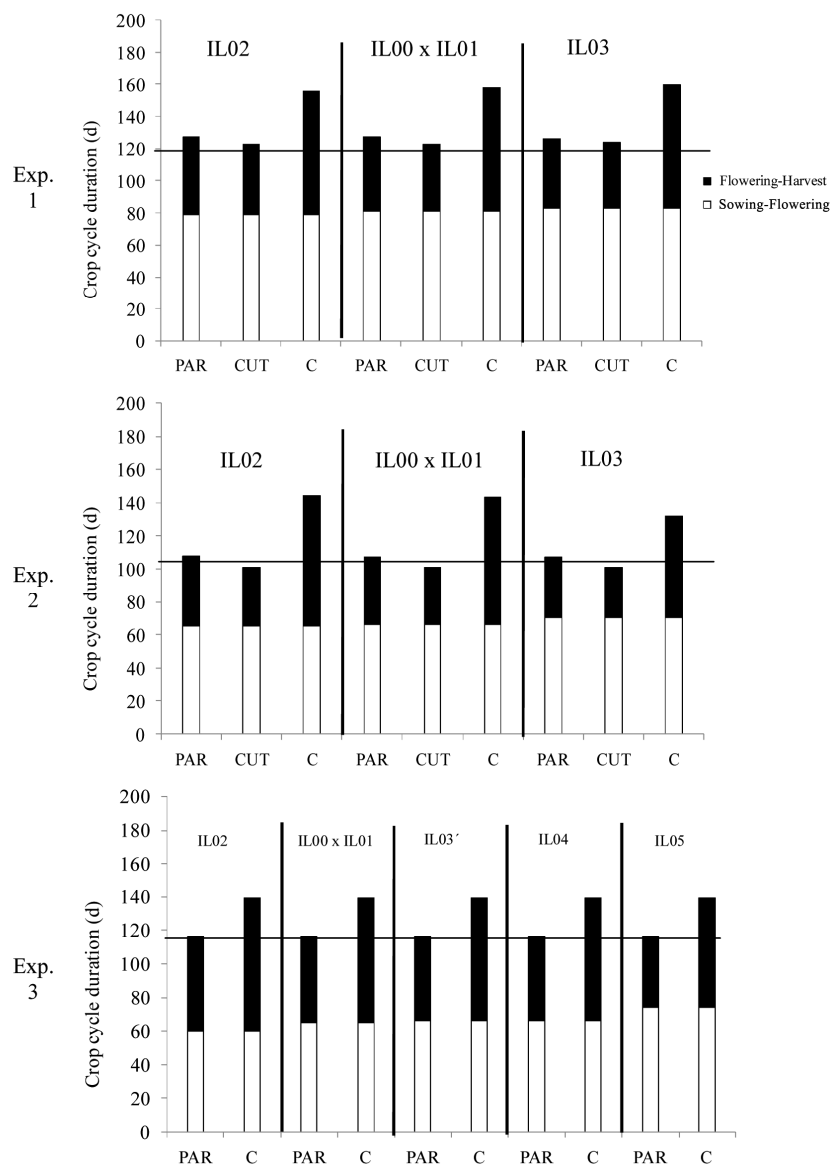 200
180
160
140
120
100
80
60
40
20
0
Crop cycle duration (d)
Exp.
1
IL02 IL00 x IL01 IL03
Flowering-Harvest
Sowing-Flowering
PAR CUT C PAR CUT C PAR CUT C
200
180
160
140
120
100
80
60
40
20
0
Crop cycle duration (d)
Exp.
2
IL02 IL00 x IL01 IL03
PAR CUT C PAR CUT C PAR CUT C
200
180
160
140
120
100
80
60
40
20
0
Crop cycle duration (d)
Exp.
3
IL02 IL00 x IL01 IL03´ IL04 IL05
PAR C PAR C PAR C PAR C PAR C